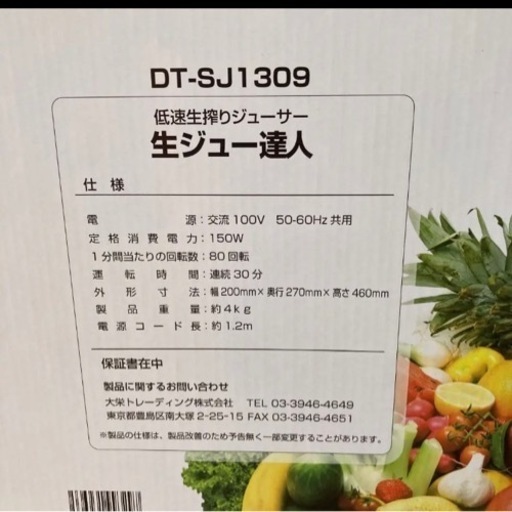 DT-SJ1309
低速生搾りジューサー
生ジュー達人
仕様
電源:交流100V 50-60Hz共用
定格消費電力:150W
1分間当たりの回転数:80回転
運転時間:連続30分
外形寸法:幅200mm×奥行270mm×高さ460mm
製品重量:約4kg
電源コード長:約1.2m
保証書在中
製品に関するお問い合わせ
大栄トレーディング株式会社 TEL 03-3946-4649
東京都豊島区南大塚2-25-15 FAX 03-3946-4651
※製品の仕様は、製品改善のため予告無く一部変更することがあります。